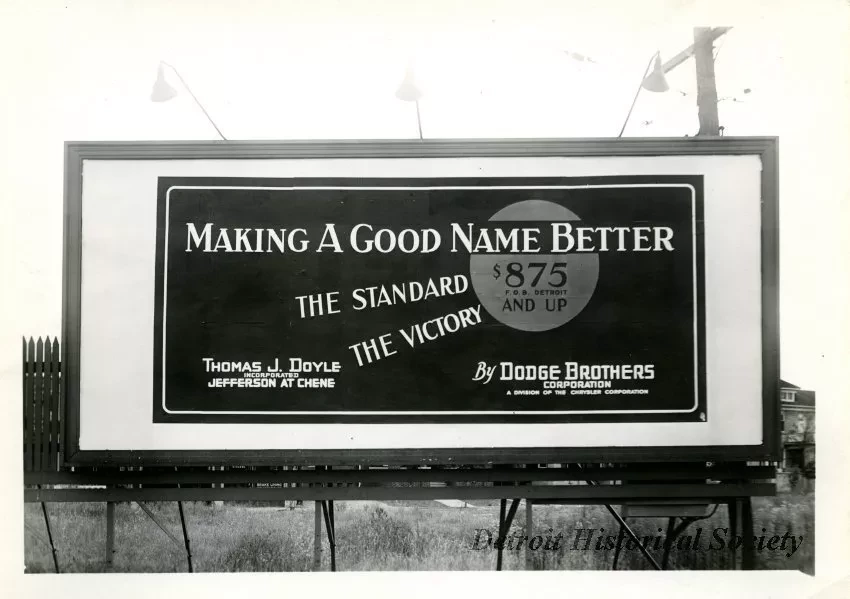 MAKING A GOOD NAME BETTER
$875
F.O.B. DETROIT
AND UP
THE STANDARD
THE VICTORY
THOMAS J. DOYLE
INCORPORATED
JEFFERSON AT CHENE
By DODGE BROTHERS
CORPORATION
A DIVISION OF THE CHRYSLER CORPORATION
Detroit Historical Society